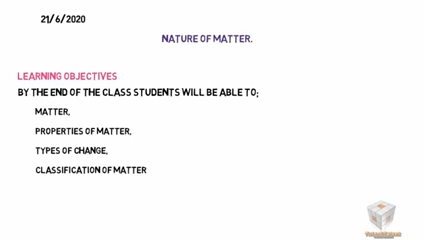 21/6/2020
NATURE OF MATTER.
LEARNING OBJECTIVES
BY THE END OF THE CLASS STUDENTS WILL BE ABLE TO;
MATTER,
PROPERTIES OF MATTER,
TYPES OF CHANGE,
CLASSIFICATION OF MATTER